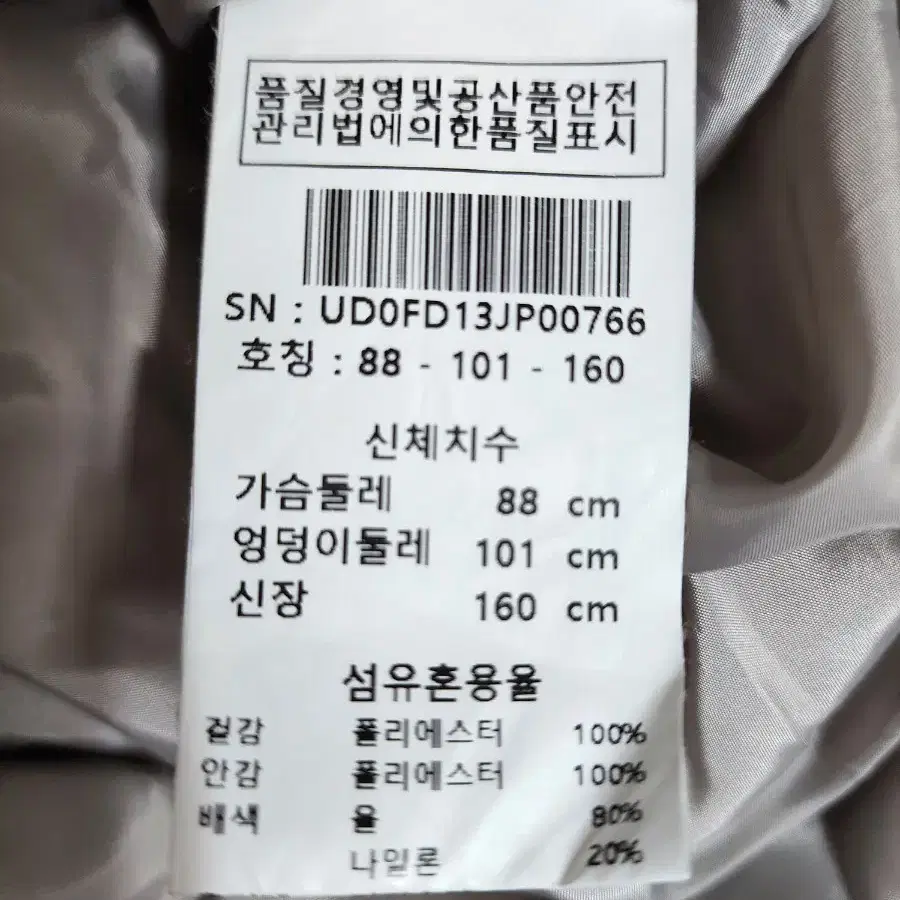 품질경영및공산품안전
관리법에의한품질표시
SN : UD0FD13JP00766
호칭 : 88 - 101 - 160
신체치수
가슴둘레 88 cm
엉덩이둘레 101 cm
신장 160 cm
섬유혼용율
겉감 폴리에스터 100%
안감 폴리에스터 100%
배색 울 80%
나일론 20%